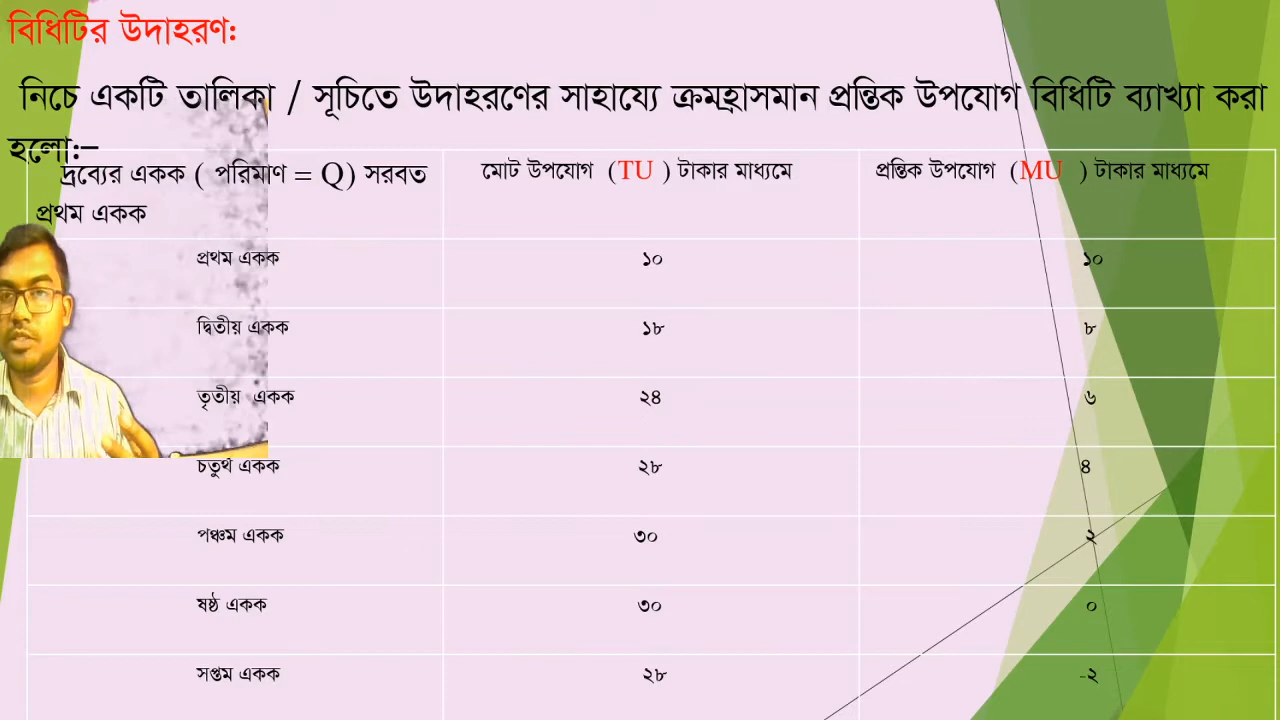 বিধিটির উদাহরণ:
নিচে একটি তালিকা / সূচিতে উদাহরণের সাহায্যে ক্রমহ্রাসমান প্রন্তিক উপযোগ বিধিটি ব্যাখ্যা করা
হলো:–
দ্রব্যের একক ( পরিমাণ = Q) সরবত
প্রথম একক
মোট উপযোগ (TU ) টাকার মাধ্যমে
প্রন্তিক উপযোগ (MU ) টাকার মাধ্যমে
প্রথম একক ১০ ১০
দ্বিতীয় একক ১৮ ৮
তৃতীয় একক ২৪ ৬
চতুর্থ একক ২৮ ৪
পঞ্চম একক ৩০ ২
ষষ্ঠ একক ৩০ ০
সপ্তম একক ২৮ -২